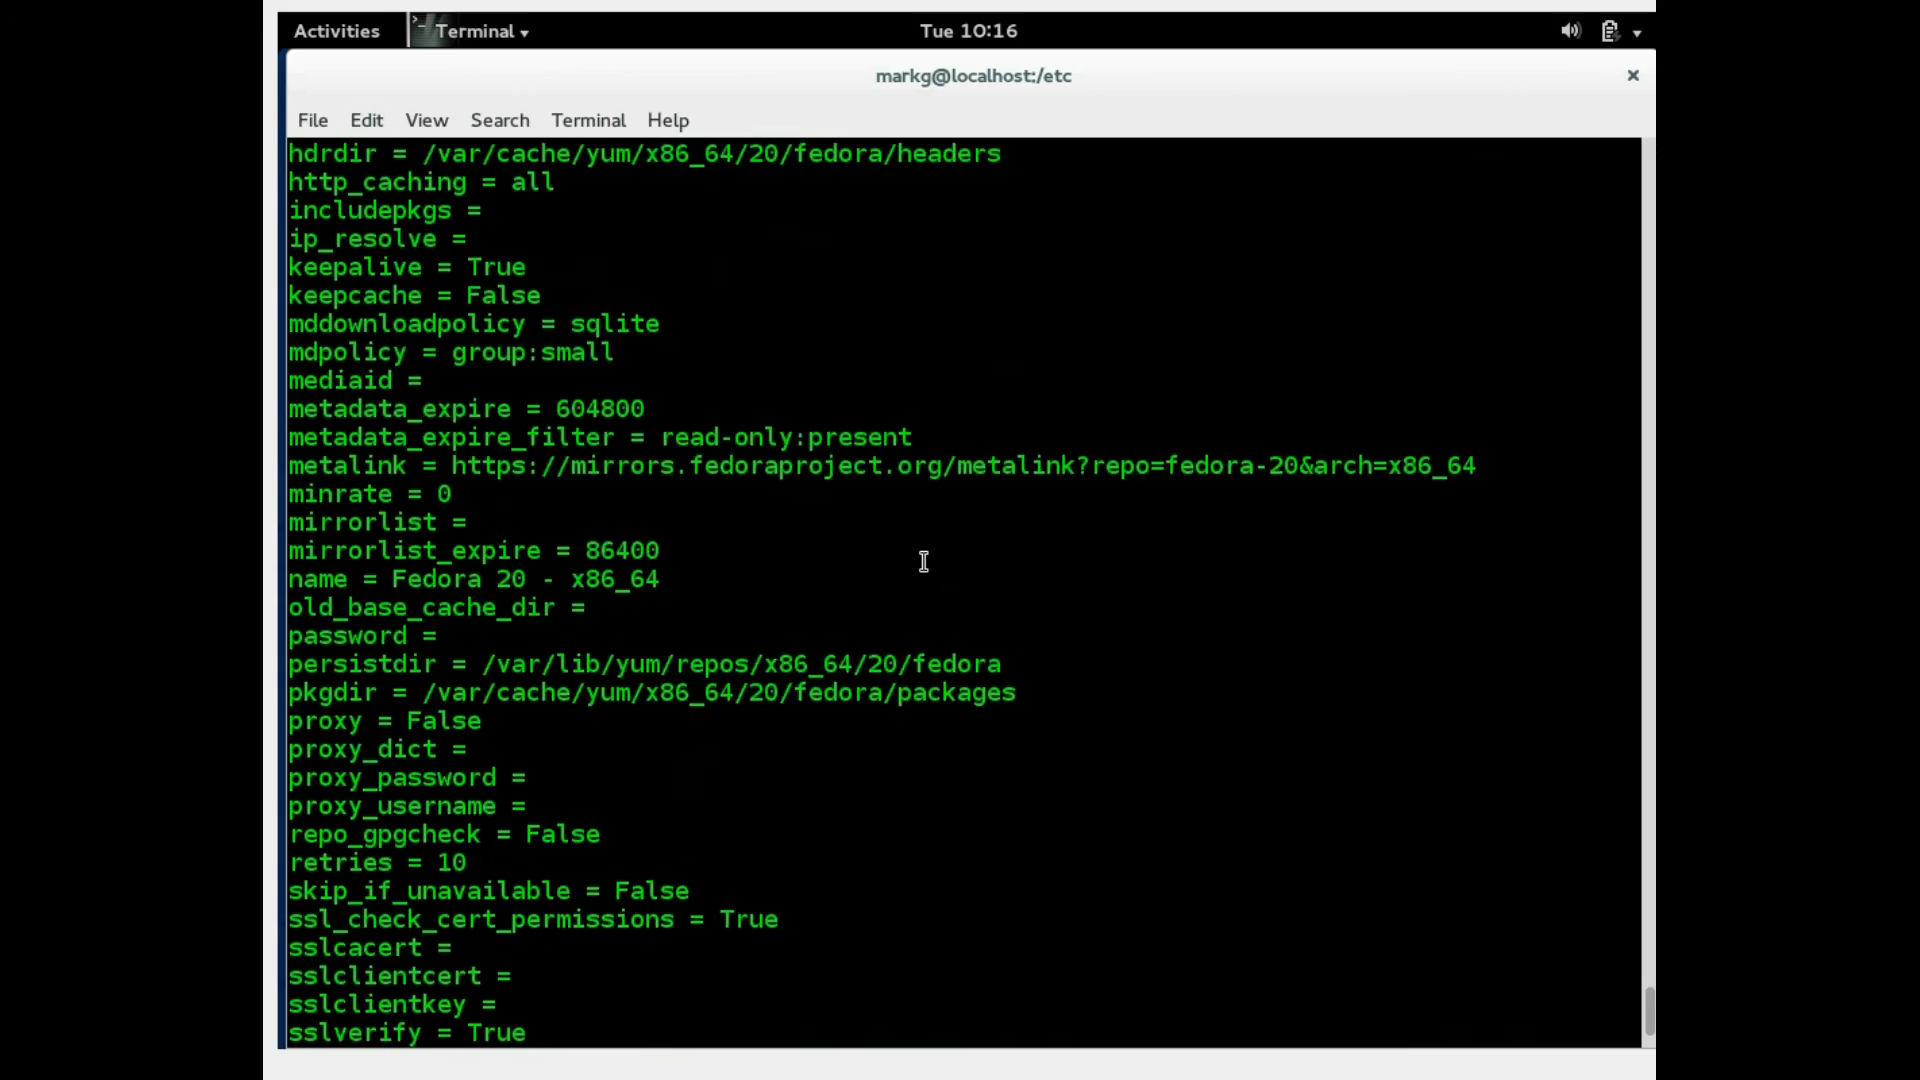 Activities
Terminal
Tue 10:16
markg@localhost:/etc
File Edit View Search Terminal Help
hdrdir = /var/cache/yum/x86_64/20/fedora/headers
http_caching = all
includepkgs =
ip_resolve =
keepalive = True
keepcache = False
mddownloadpolicy = sqlite
mdpolicy = group:small
mediaid =
metadata_expire = 604800
metadata_expire_filter = read-only:present
metalink = https://mirrors.fedoraproject.org/metalink?repo=fedora-20&arch=x86_64
minrate = 0
mirrorlist =
mirrorlist_expire = 86400
name = Fedora 20 - x86_64
old_base_cache_dir =
password =
persistdir = /var/lib/yum/repos/x86_64/20/fedora
pkgdir = /var/cache/yum/x86_64/20/fedora/packages
proxy = False
proxy_dict =
proxy_password =
proxy_username =
repo_gpgcheck = False
retries = 10
skip_if_unavailable = False
ssl_check_cert_permissions = True
sslcacert =
sslclientcert =
sslclientkey =
sslverify = True